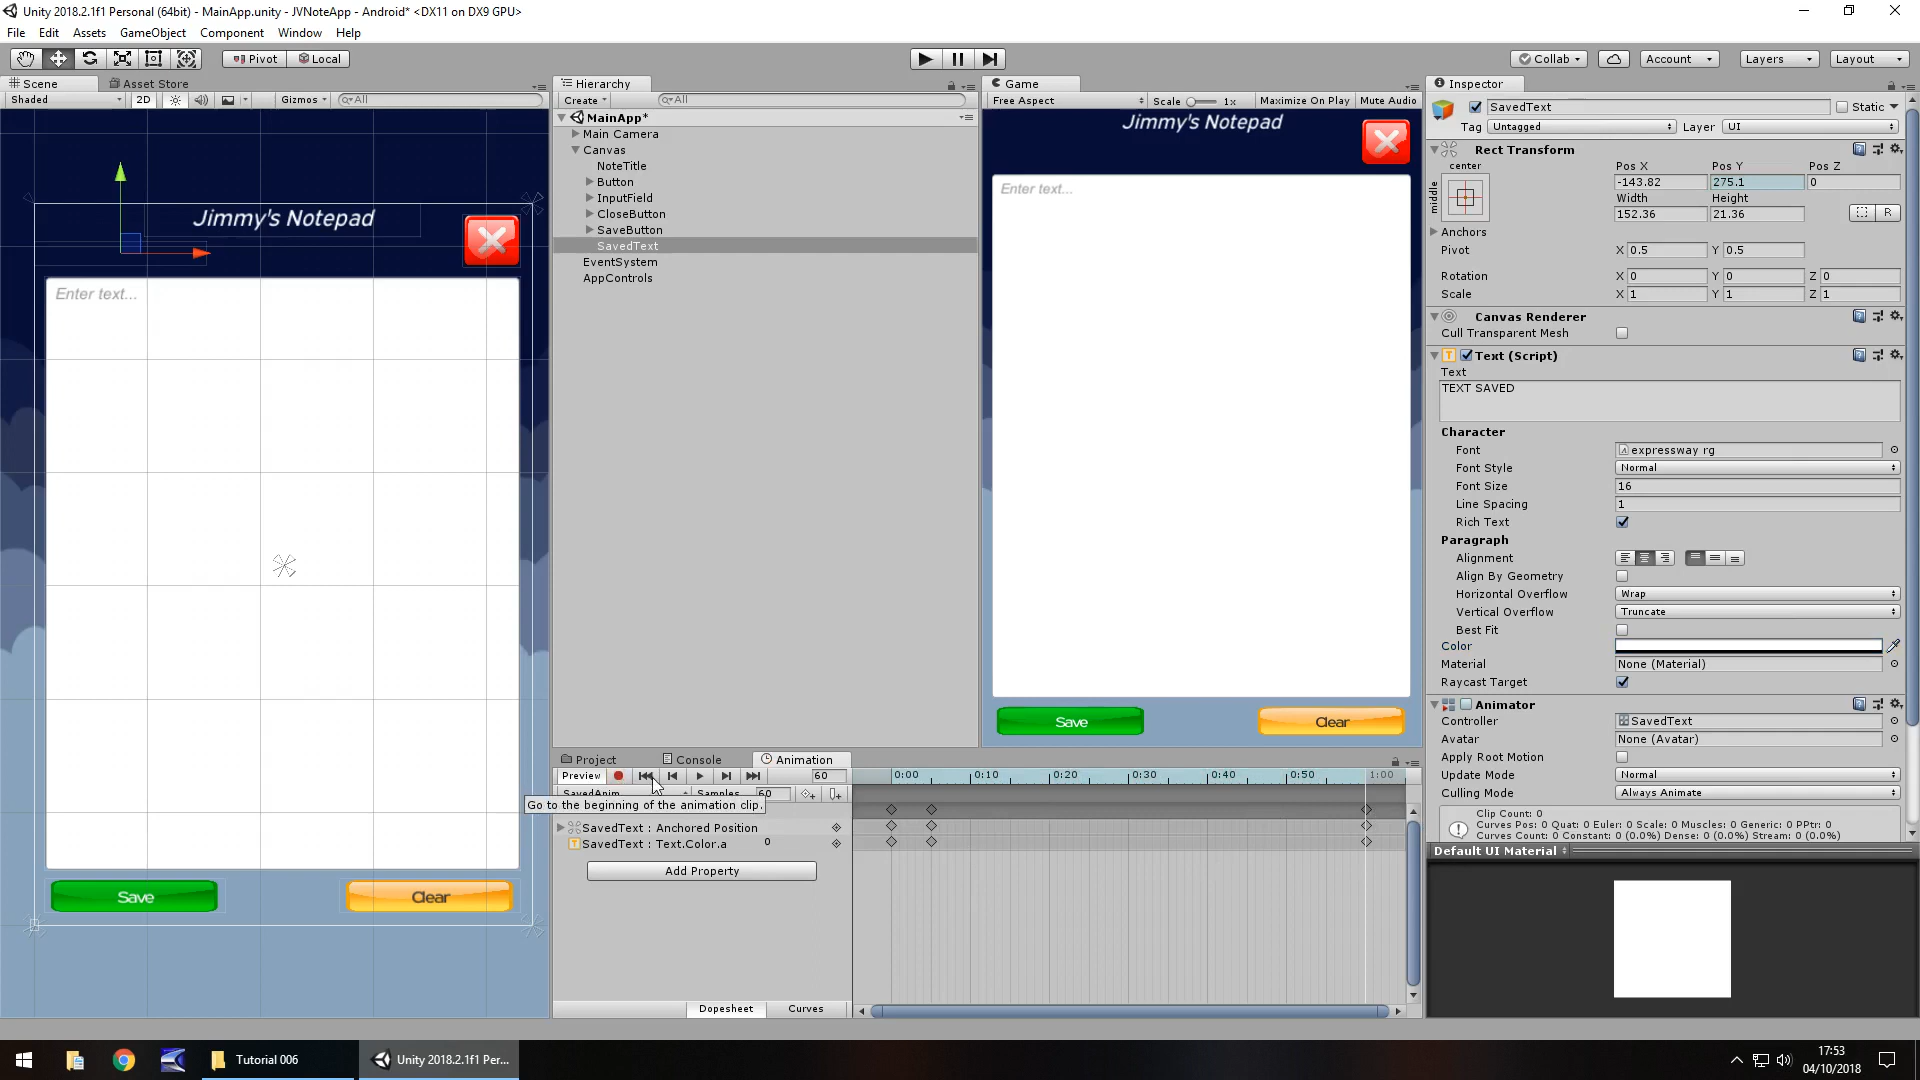 Unity 2018.2.1f1 Personal (64bit) - MainApp.unity - JVNoteApp - Android* <DX11 on DX9 GPU>
File Edit Assets GameObject Component Window Help
Pivot Local Collab Account Layers Layout
Scene Asset Store Hierarchy Game Inspector
Shaded 2D Gizmos All Create All Free Aspect Scale 1x Maximize On Play Mute Audio
SavedText Static
Tag Untagged Layer UI
MainApp*
Main Camera
Canvas
NoteTitle
Button
InputField
CloseButton
SaveButton
SavedText
EventSystem
AppControls
Jimmy's Notepad
Enter text...
Save Clear
Jimmy's Notepad
Enter text...
Save Clear
Rect Transform
center Pos X Pos Y Pos Z
middle -143.82 275.1 0
Width Height
152.36 21.36 R
Anchors
Pivot X 0.5 Y 0.5
Rotation X 0 Y 0 Z 0
Scale X 1 Y 1 Z 1
Canvas Renderer
Cull Transparent Mesh
Text (Script)
Text
TEXT SAVED
Character
Font expressway rg
Font Style Normal
Font Size 16
Line Spacing 1
Rich Text
Paragraph
Alignment
Align By Geometry
Horizontal Overflow Wrap
Vertical Overflow Truncate
Best Fit
Color
Material None (Material)
Raycast Target
Animator
Controller SavedText
Avatar None (Avatar)
Apply Root Motion
Update Mode Normal
Culling Mode Always Animate
Clip Count: 0
Curves Pos: 0 Quat: 0 Euler: 0 Scale: 0 Muscles: 0 Generic: 0 PPtr: 0
Curves Count: 0 Constant: 0 (0.0%) Dense: 0 (0.0%) Stream: 0 (0.0%)
Default UI Material
Project Console Animation
Preview 60 0:00 0:10 0:20 0:30 0:40 0:50 1:00
SavedAnim Samples 60
Go to the beginning of the animation clip.
SavedText : Anchored Position
SavedText : Text.Color.a 0
Add Property
Dopesheet Curves
Tutorial 006 Unity 2018.2.1f1 Per...
17:53
04/10/2018